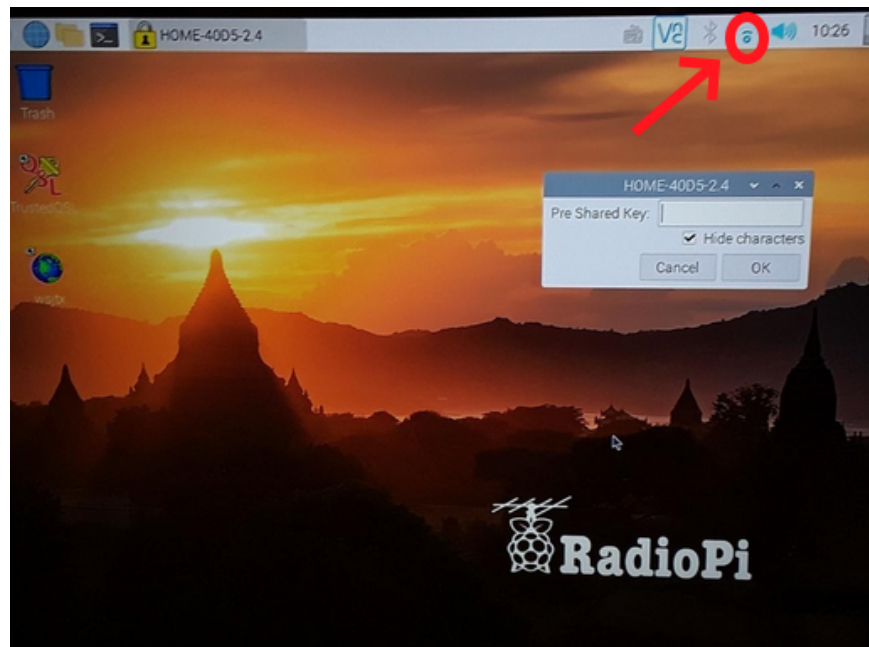 HOME-40D5-2.4
V2
10:26
Trash
TrustedQSL
wsjtx
HOME-40D5-2.4
Pre Shared Key:
Hide characters
Cancel
OK
RadioPi